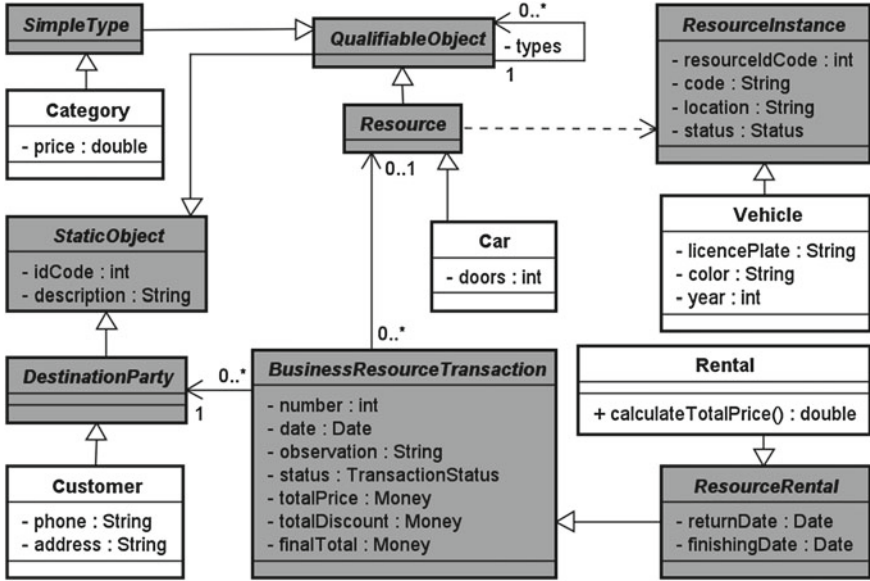 SimpleType
QualifiableObject
0..*
- types
1
ResourceInstance
- resourceIdCode : int
- code : String
- location : String
- status : Status
Category
- price : double
Resource
0..1
Vehicle
- licencePlate : String
- color : String
- year : int
StaticObject
- idCode : int
- description : String
Car
- doors : int
0..*
DestinationParty
0..*
1
BusinessResourceTransaction
- number : int
- date : Date
- observation : String
- status : TransactionStatus
- totalPrice : Money
- totalDiscount : Money
- finalTotal : Money
Rental
+ calculateTotalPrice() : double
Customer
- phone : String
- address : String
ResourceRental
- returnDate : Date
- finishingDate : Date